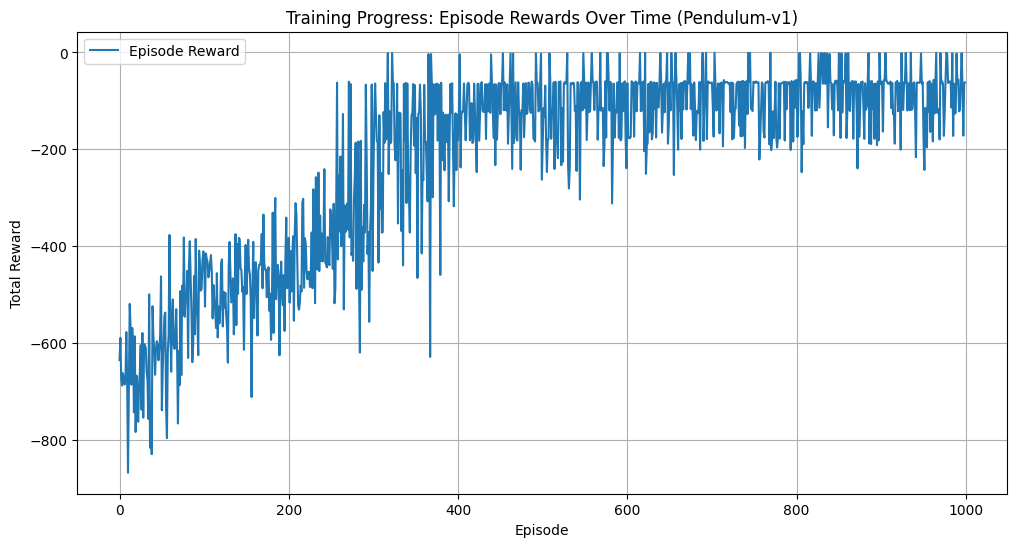 Training Progress: Episode Rewards Over Time (Pendulum-v1)
Episode Reward
Total Reward
0
−200
−400
−600
−800
0
200
400
600
800
1000
Episode